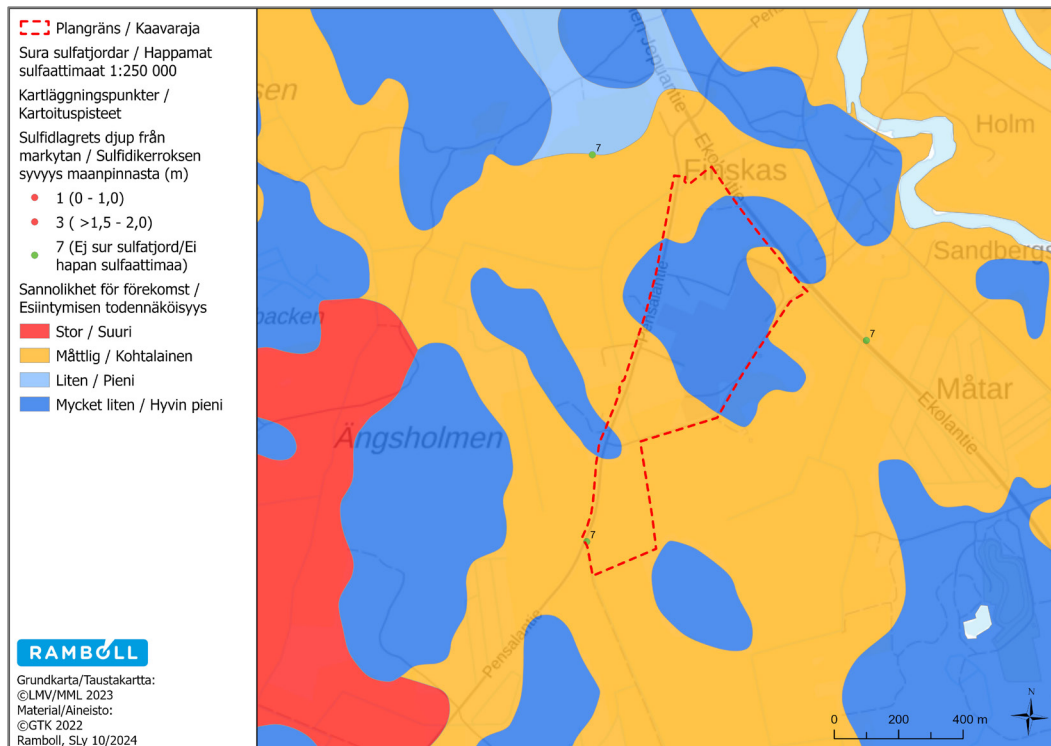 Plangräns / Kaavaraja
Sura sulfatjordar / Happamat
sulfaattimaat 1:250 000
Kartläggningspunkter /
Kartoituspisteet
Sulfidlagrets djup från
markytan / Sulfidikerroksen
syvyys maanpinnasta (m)
1 (0 - 1,0)
3 ( >1,5 - 2,0)
7 (Ej sur sulfatjord/Ei
hapan sulfaattimaa)
Sannolikhet för förekomst /
Esiintymisen todennäköisyys
Stor / Suuri
Måttlig / Kohtalainen
Liten / Pieni
Mycket liten / Hyvin pieni
RAMBOLL
Grundkarta/Taustakartta:
©LMV/MML 2023
Material/Aineisto:
©GTK 2022
Ramboll, SLy 10/2024
Jepuantie
Holm
7
Finskas
Ekolantie
Sandbergs
Pensalantie
backen
7
Måtar
Ekolantie
Ängsholmen
7
Pensalantie
N
0 200 400 m